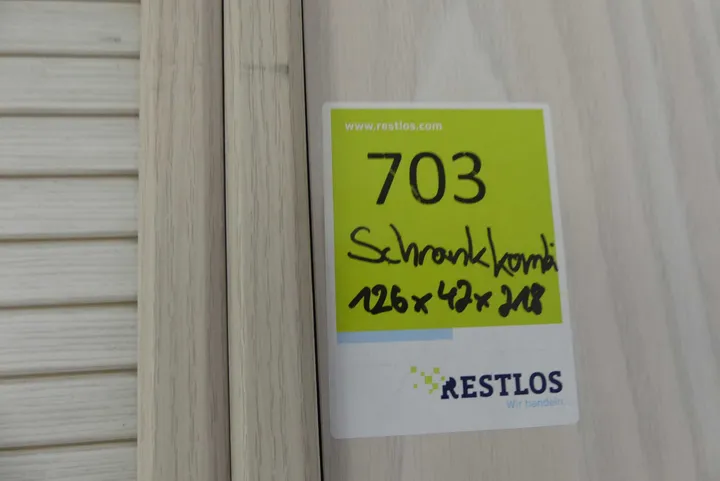 www.restlos.com
703
Schrankkombi
126 x 42 x 218
RESTLOS
Wir handeln